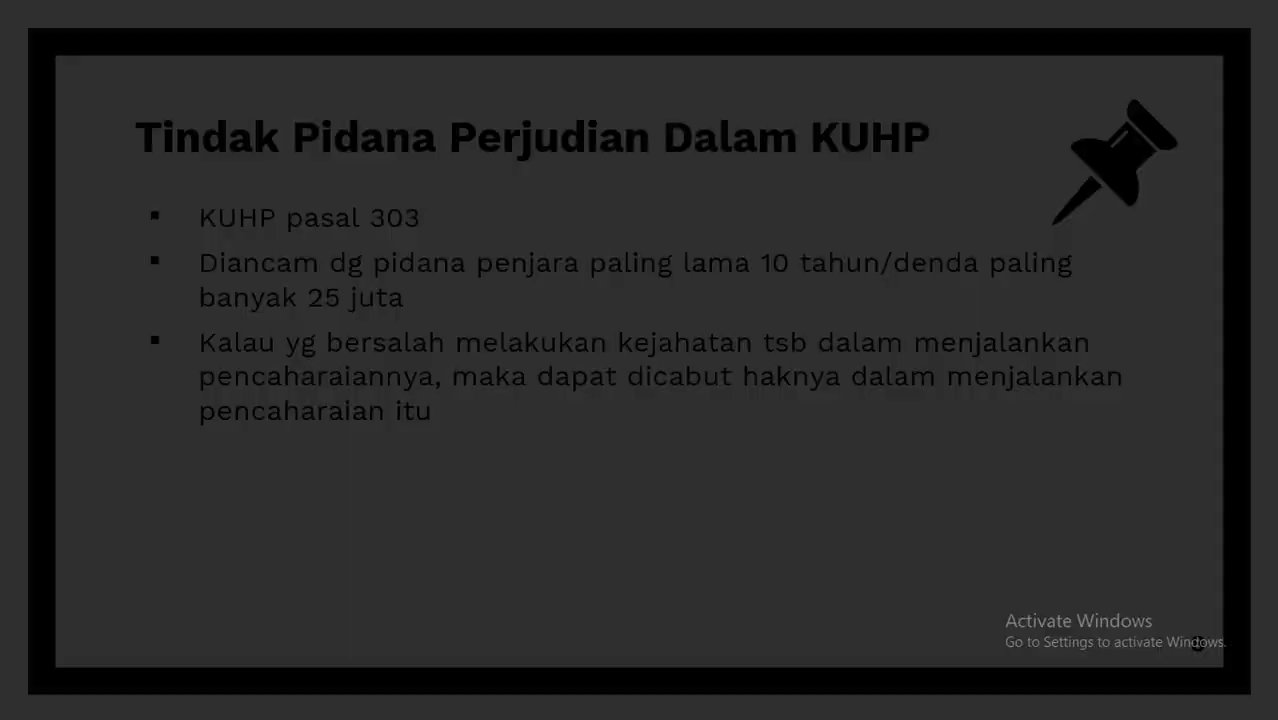 Tindak Pidana Perjudian Dalam KUHP
▪ KUHP pasal 303
▪ Diancam dg pidana penjara paling lama 10 tahun/denda paling
banyak 25 juta
▪ Kalau yg bersalah melakukan kejahatan tsb dalam menjalankan
pencaharaiannya, maka dapat dicabut haknya dalam menjalankan
pencaharaian itu
Activate Windows
Go to Settings to activate Windows.